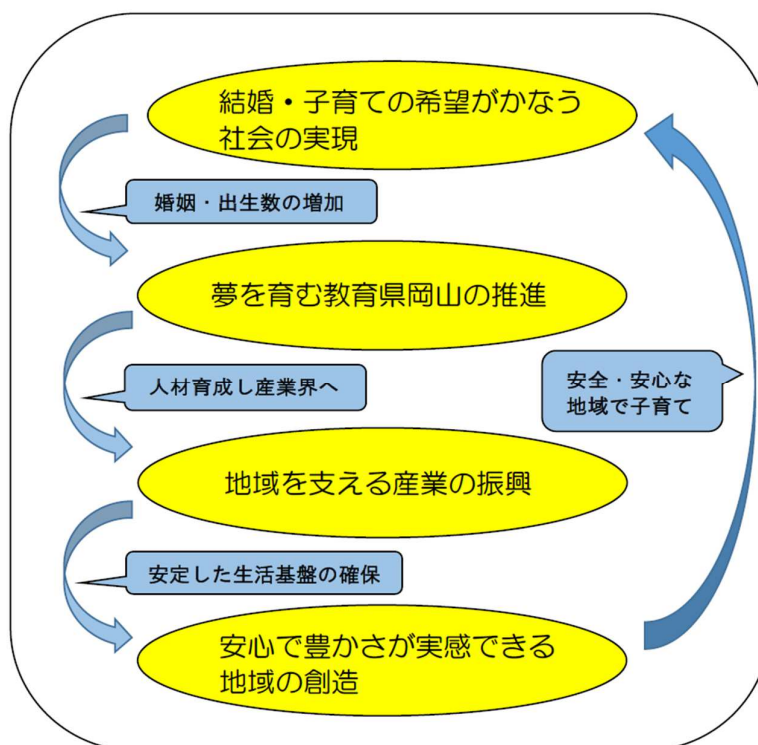 結婚・子育ての希望がかなう
社会の実現
婚姻・出生数の増加
夢を育む教育県岡山の推進
人材育成し産業界へ
安全・安心な
地域で子育て
地域を支える産業の振興
安定した生活基盤の確保
安心で豊かさが実感できる
地域の創造